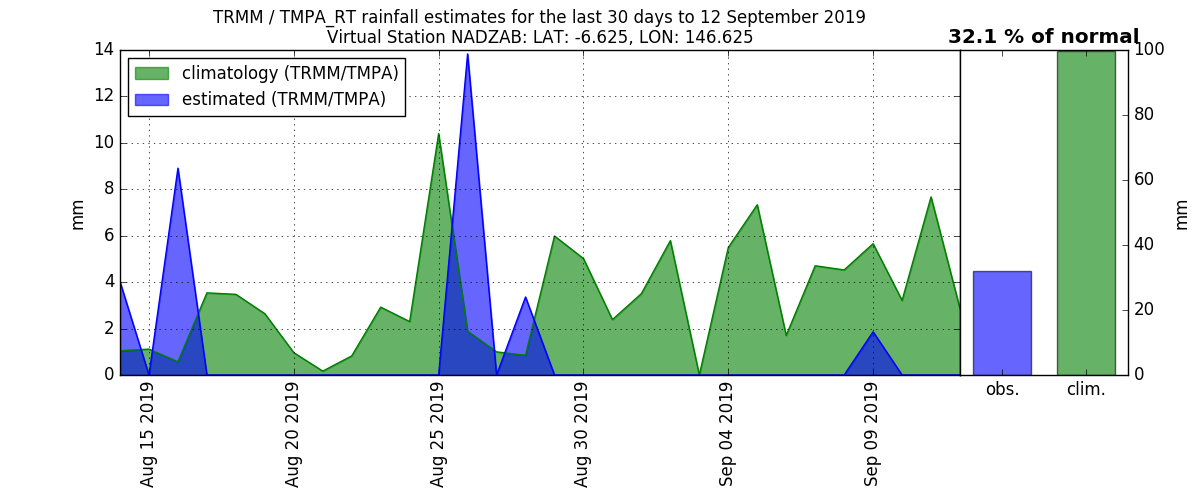 TRMM / TMPA_RT rainfall estimates for the last 30 days to 12 September 2019
Virtual Station NADZAB: LAT: -6.625, LON: 146.625
32.1 % of normal
climatology (TRMM/TMPA)
estimated (TRMM/TMPA)
14
12
10
8
6
4
2
0
mm
Aug 15 2019
Aug 20 2019
Aug 25 2019
Aug 30 2019
Sep 04 2019
Sep 09 2019
100
80
60
40
20
0
mm
obs.
clim.